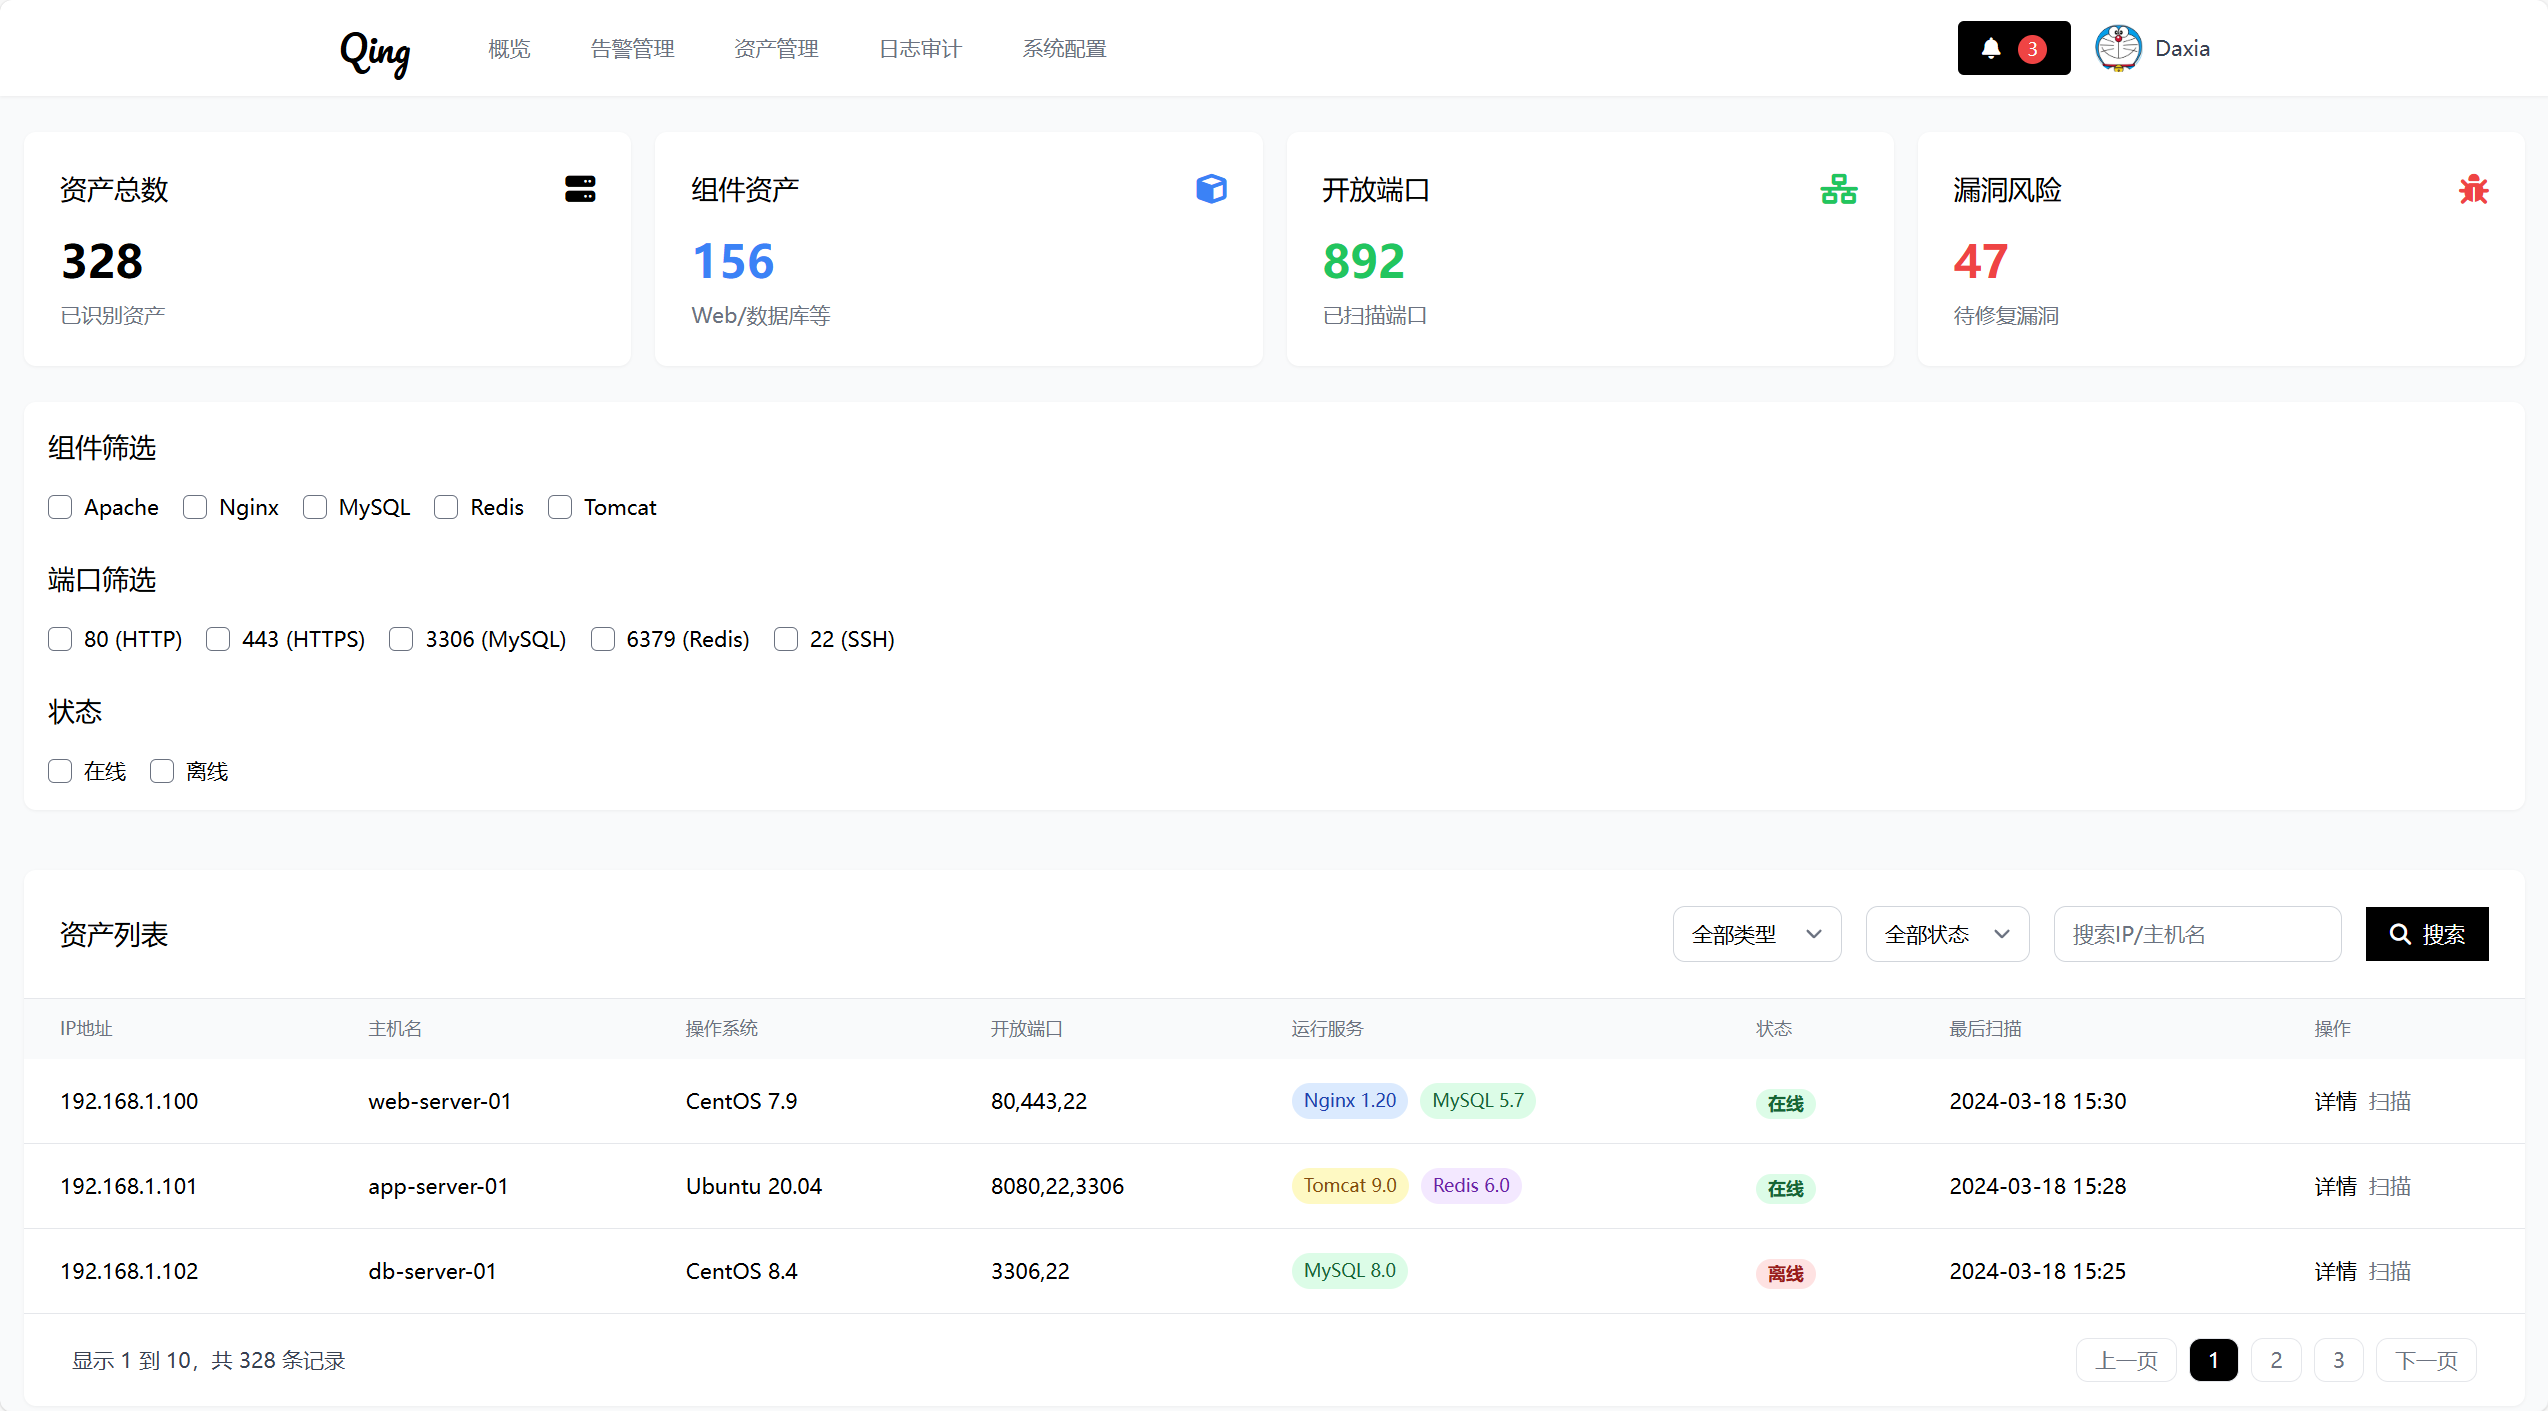 Qing 概览 告警管理 资产管理 日志审计 系统配置 3 Daxia
资产总数
328
已识别资产
组件资产
156
Web/数据库等
开放端口
892
已扫描端口
漏洞风险
47
待修复漏洞
组件筛选
Apache Nginx MySQL Redis Tomcat
端口筛选
80 (HTTP) 443 (HTTPS) 3306 (MySQL) 6379 (Redis) 22 (SSH)
状态
在线 离线
资产列表 全部类型 全部状态 搜索IP/主机名 搜索
IP地址 主机名 操作系统 开放端口 运行服务 状态 最后扫描 操作
192.168.1.100 web-server-01 CentOS 7.9 80,443,22 Nginx 1.20 MySQL 5.7 在线 2024-03-18 15:30 详情 扫描
192.168.1.101 app-server-01 Ubuntu 20.04 8080,22,3306 Tomcat 9.0 Redis 6.0 在线 2024-03-18 15:28 详情 扫描
192.168.1.102 db-server-01 CentOS 8.4 3306,22 MySQL 8.0 离线 2024-03-18 15:25 详情 扫描
显示 1 到 10，共 328 条记录 上一页 1 2 3 下一页